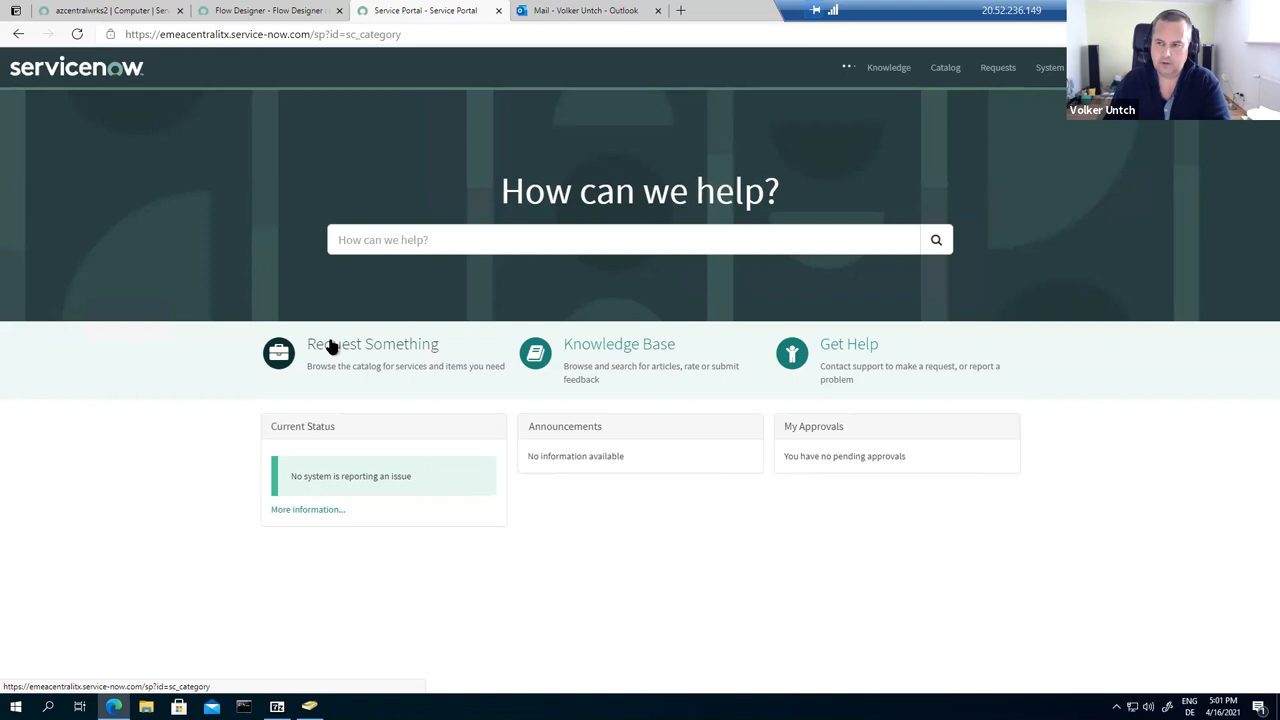 azcentralwrks2 | Computer | Serv
Flow Designer - Flow Designer |
Service Portal - Service Portal
Mail - Volker Untch - Outlook
20.52.236.149
https://emeacentralitx.service-now.com/sp?id=sc_category
servicenow
Knowledge
Catalog
Requests
System
Volker Untch
How can we help?
How can we help?
Request Something
Browse the catalog for services and items you need
Knowledge Base
Browse and search for articles, rate or submit
feedback
Get Help
Contact support to make a request, or report a
problem
Current Status
No system is reporting an issue
More information...
Announcements
No information available
My Approvals
You have no pending approvals
https://emeacentralitx.service-now.com/sp?id=sc_category
ENG
DE
5:01 PM
4/16/2021